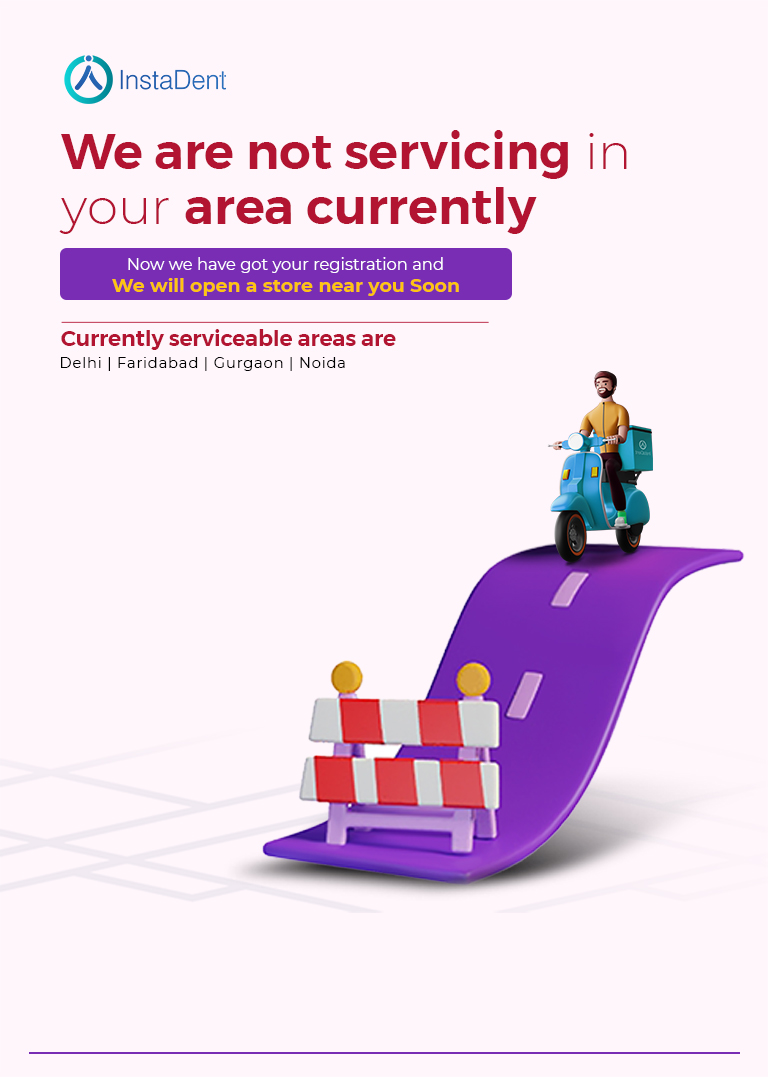 InstaDent
We are not servicing in
your area currently
Now we have got your registration and
We will open a store near you Soon
Currently serviceable areas are
Delhi | Faridabad | Gurgaon | Noida